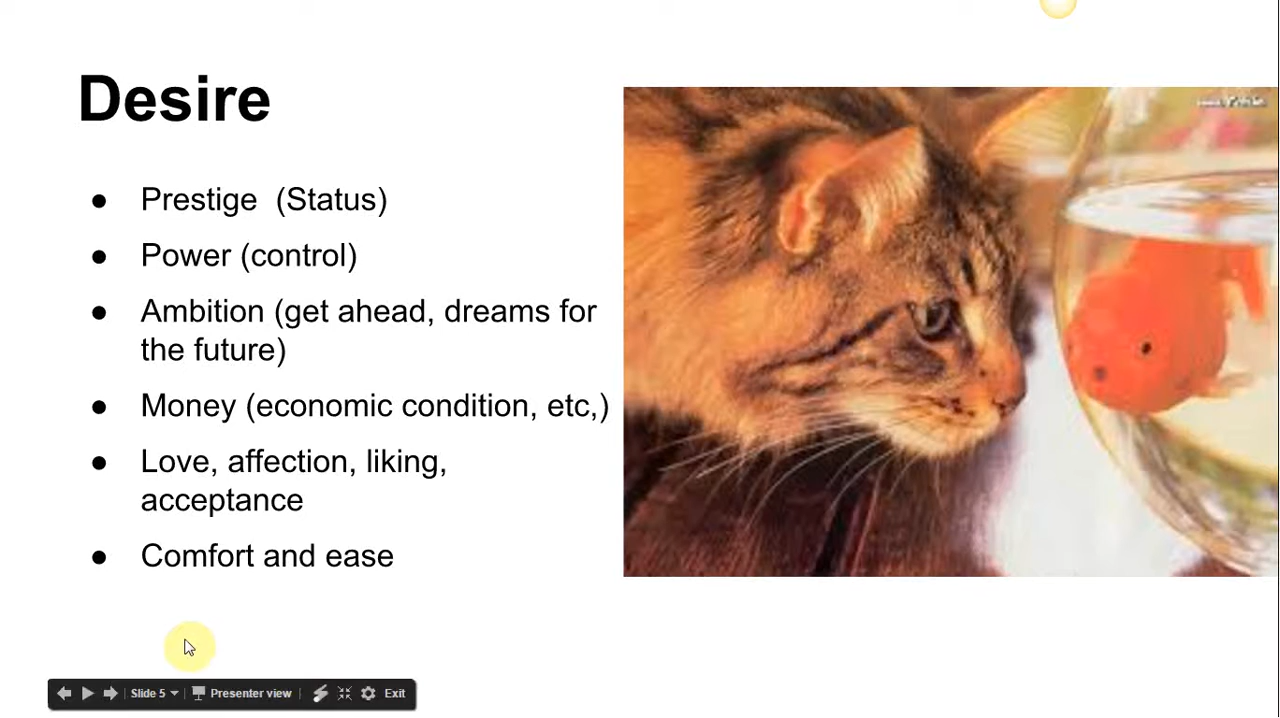 Desire
● Prestige  (Status)
● Power (control)
● Ambition (get ahead, dreams for
the future)
● Money (economic condition, etc,)
● Love, affection, liking,
acceptance
● Comfort and ease
Slide 5
Presenter view
Exit